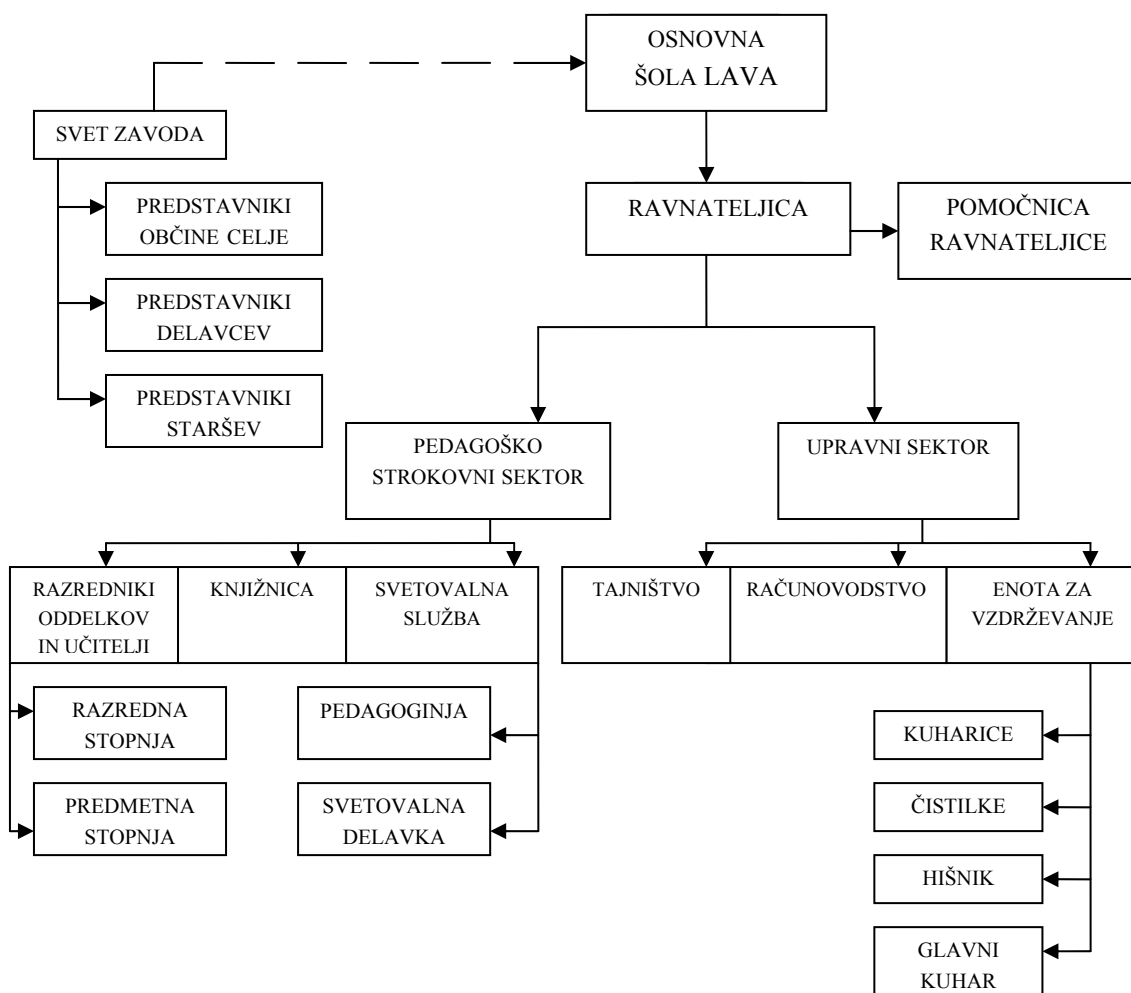 OSNOVNA
ŠOLA LAVA
SVET ZAVODA
PREDSTAVNIKI
OBČINE CELJE
PREDSTAVNIKI
DELAVCEV
PREDSTAVNIKI
STARŠEV
RAVNATELJICA
POMOČNICA
RAVNATELJICE
PEDAGOŠKO
STROKOVNI SEKTOR
UPRAVNI SEKTOR
RAZREDNIKI
ODDELKOV
IN UČITELJI
KNJIŽNICA
SVETOVALNA
SLUŽBA
TAJNIŠTVO
RAČUNOVODSTVO
ENOTA ZA
VZDRŽEVANJE
RAZREDNA
STOPNJA
PREDMETNA
STOPNJA
PEDAGOGINJA
SVETOVALNA
DELAVKA
KUHARICE
ČISTILKE
HIŠNIK
GLAVNI
KUHAR